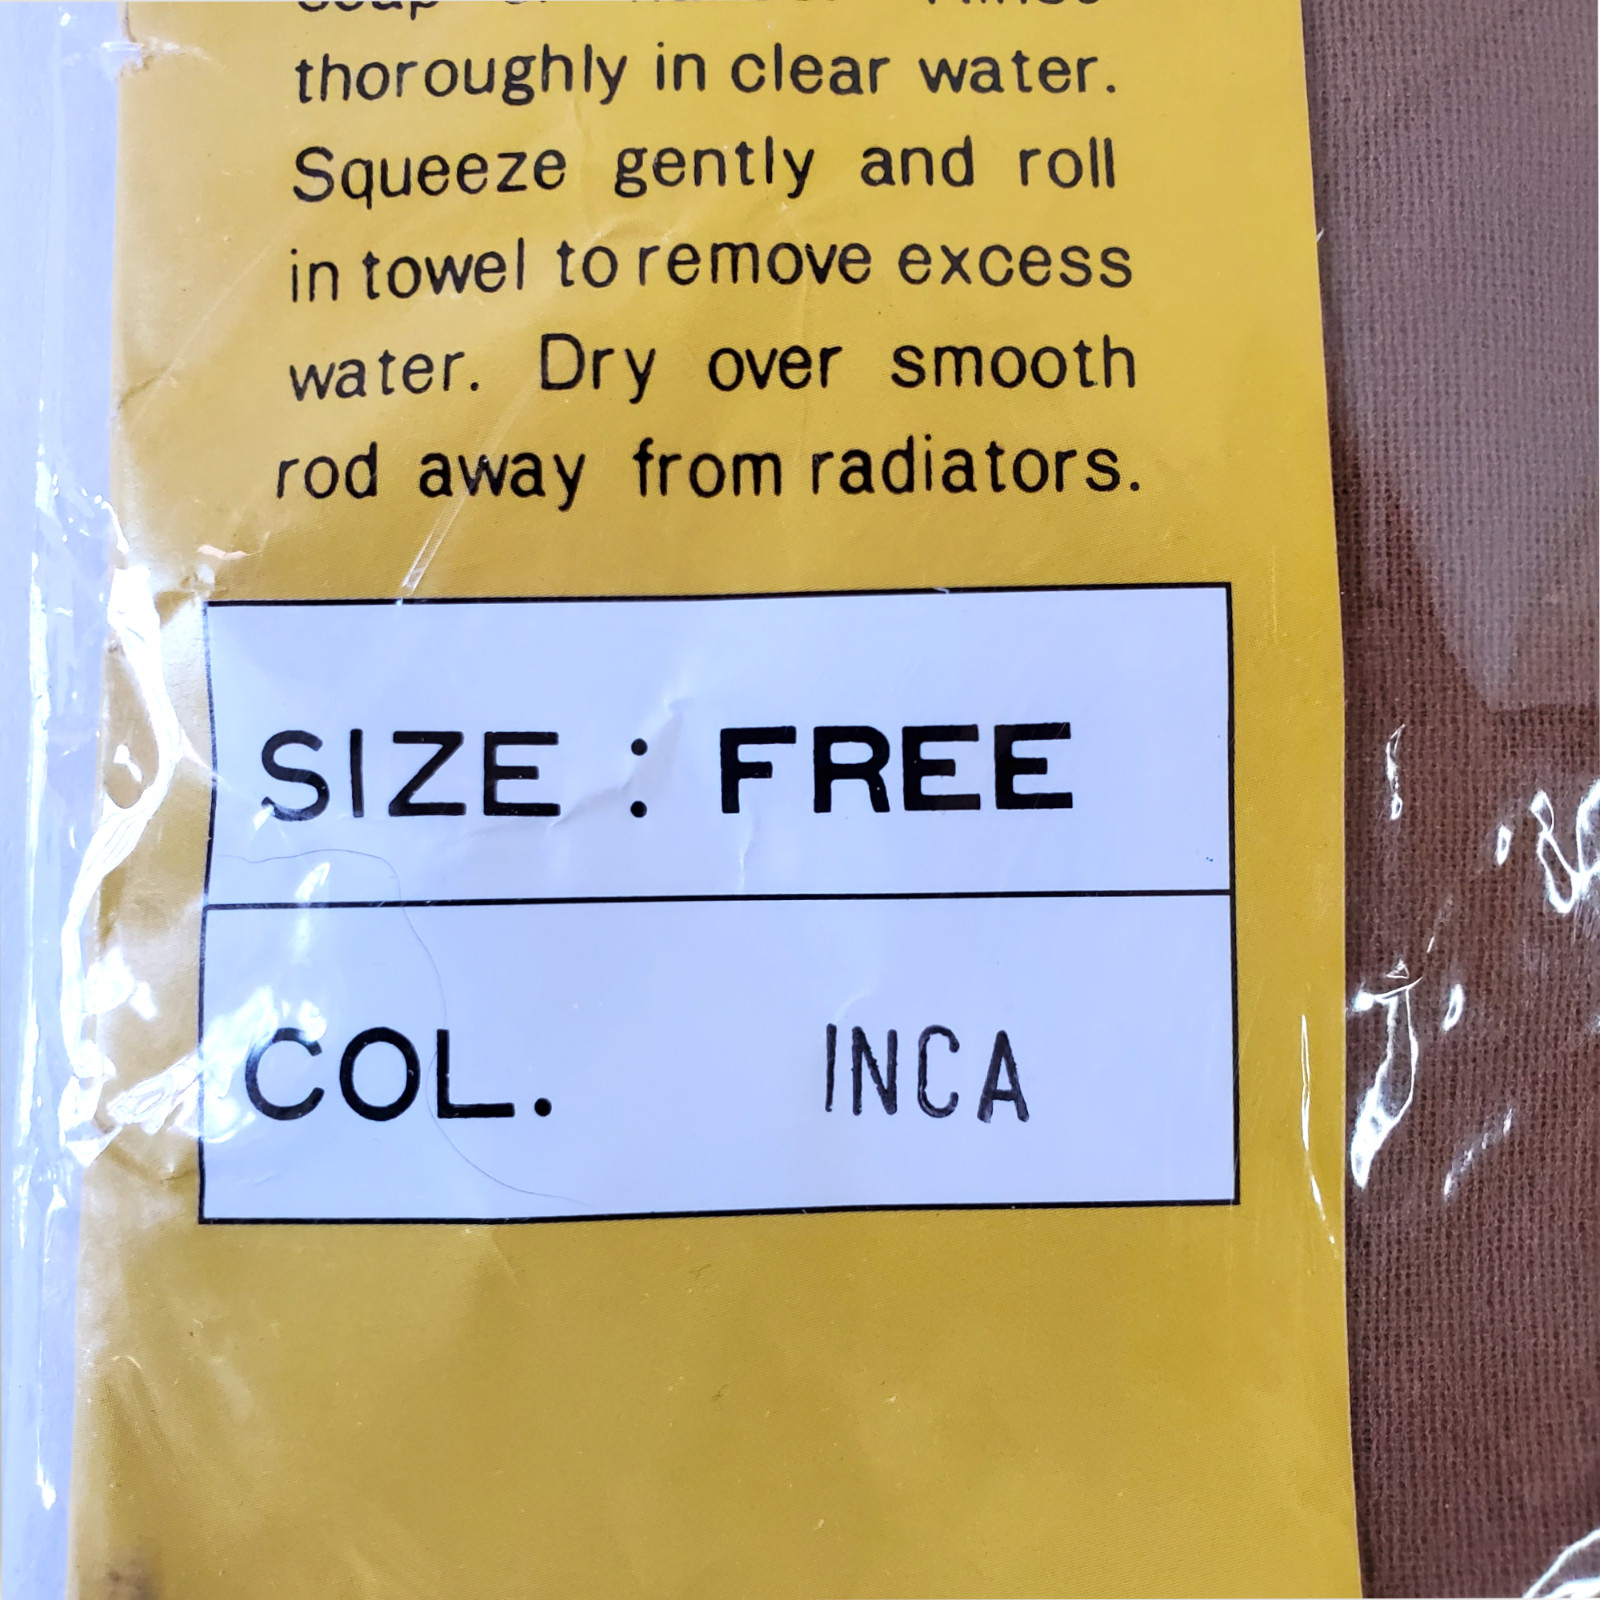 thoroughly in clear water.
Squeeze gently and roll
in towel to remove excess
water. Dry over smooth
rod away from radiators.
SIZE : FREE
COL. INCA